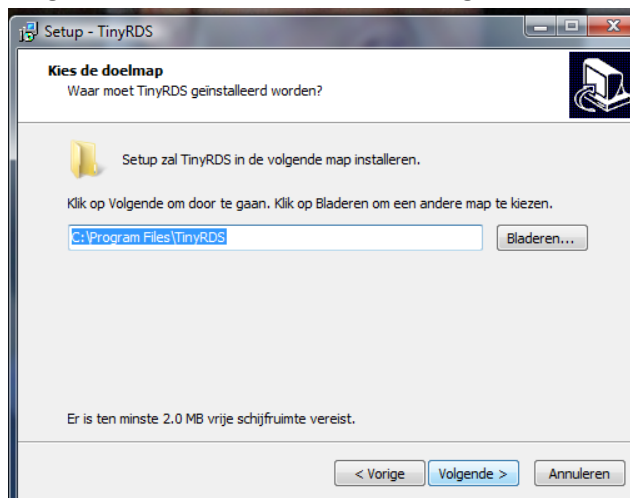 Setup - TinyRDS
Kies de doelmap
Waar moet TinyRDS geïnstalleerd worden?
Setup zal TinyRDS in de volgende map installeren.
Klik op Volgende om door te gaan. Klik op Bladeren om een andere map te kiezen.
C:\Program Files\TinyRDS
Bladeren...
Er is ten minste 2.0 MB vrije schijfruimte vereist.
< Vorige
Volgende >
Annuleren